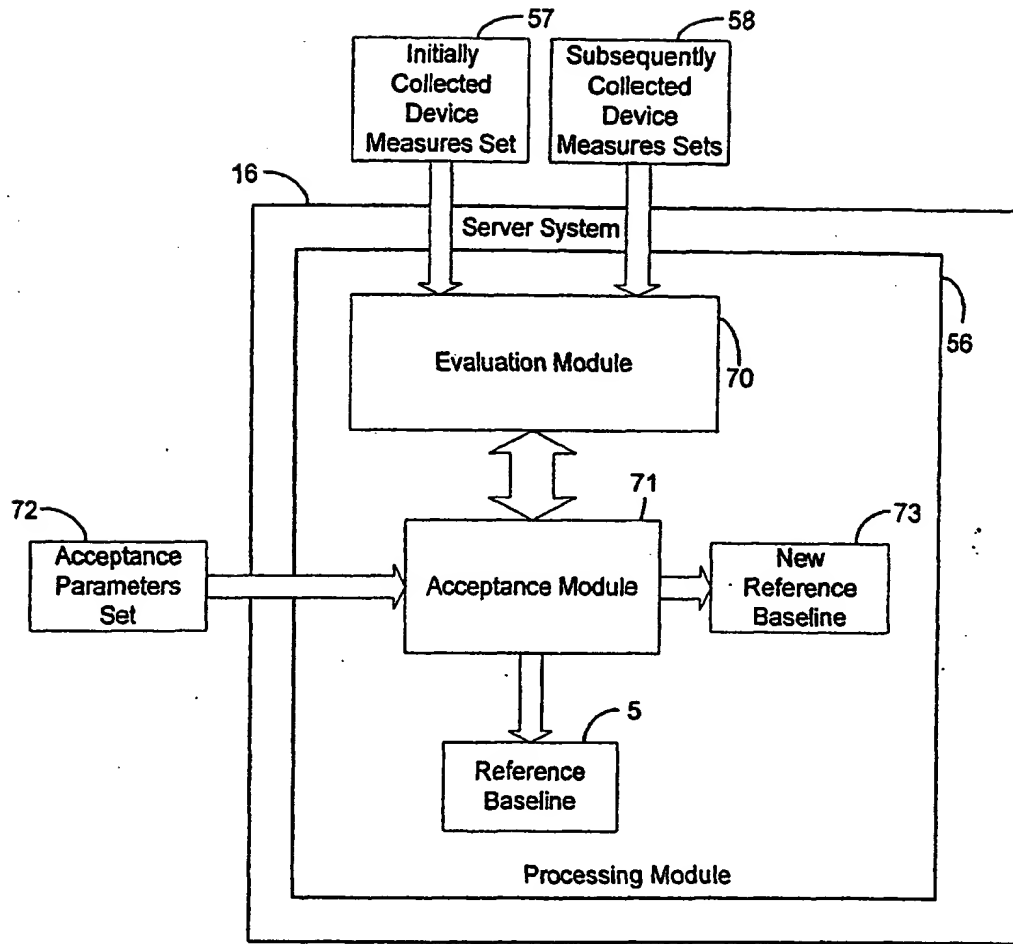 57
58
Initially
Collected
Device
Measures Set
Subsequently
Collected
Device
Measures Sets
16
Server System
56
Evaluation Module
70
71
72
73
Acceptance
Parameters
Set
Acceptance Module
New
Reference
Baseline
5
Reference
Baseline
Processing Module